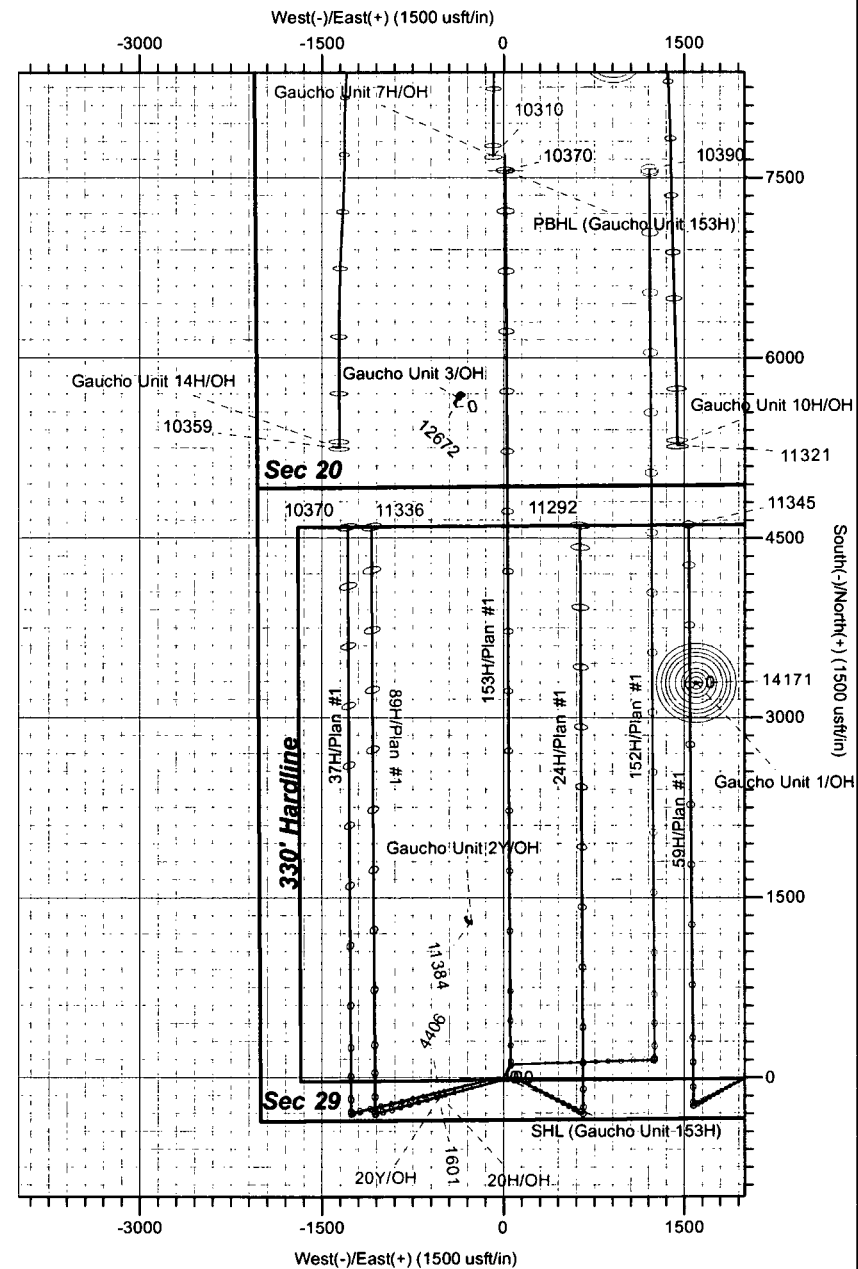 West(-)/East(+) (1500 usft/in)
-3000
-1500
0
1500
Gaucho Unit 7H/OH
10310
10370
10390
7500
PBHL (Gaucho Unit 153H)
6000
Gaucho Unit 14H/OH
Gaucho Unit 3/OH
0
Gaucho Unit 10H/OH
10359
12672
11321
Sec 20
10370
11336
11292
11345
4500
South(-)/North(+) (1500 usft/in)
153H/Plan #1
14171
0
37H/Plan #1
89H/Plan #1
24H/Plan #1
152H/Plan #1
3000
Gaucho Unit 1/OH
330' Hardline
59H/Plan #1
Gaucho Unit 2Y/OH
1500
11384
4406
0
0
Sec 29
SHL (Gaucho Unit 153H)
1601
20Y/OH
20H/OH
-3000
-1500
0
1500
West(-)/East(+) (1500 usft/in)